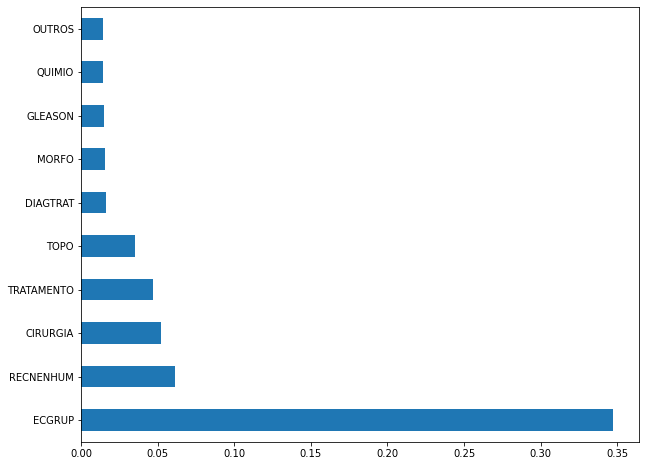 OUTROS
QUIMIO
GLEASON
MORFO
DIAGTRAT
TOPO
TRATAMENTO
CIRURGIA
RECNENHUM
ECGRUP
0.00 0.05 0.10 0.15 0.20 0.25 0.30 0.35